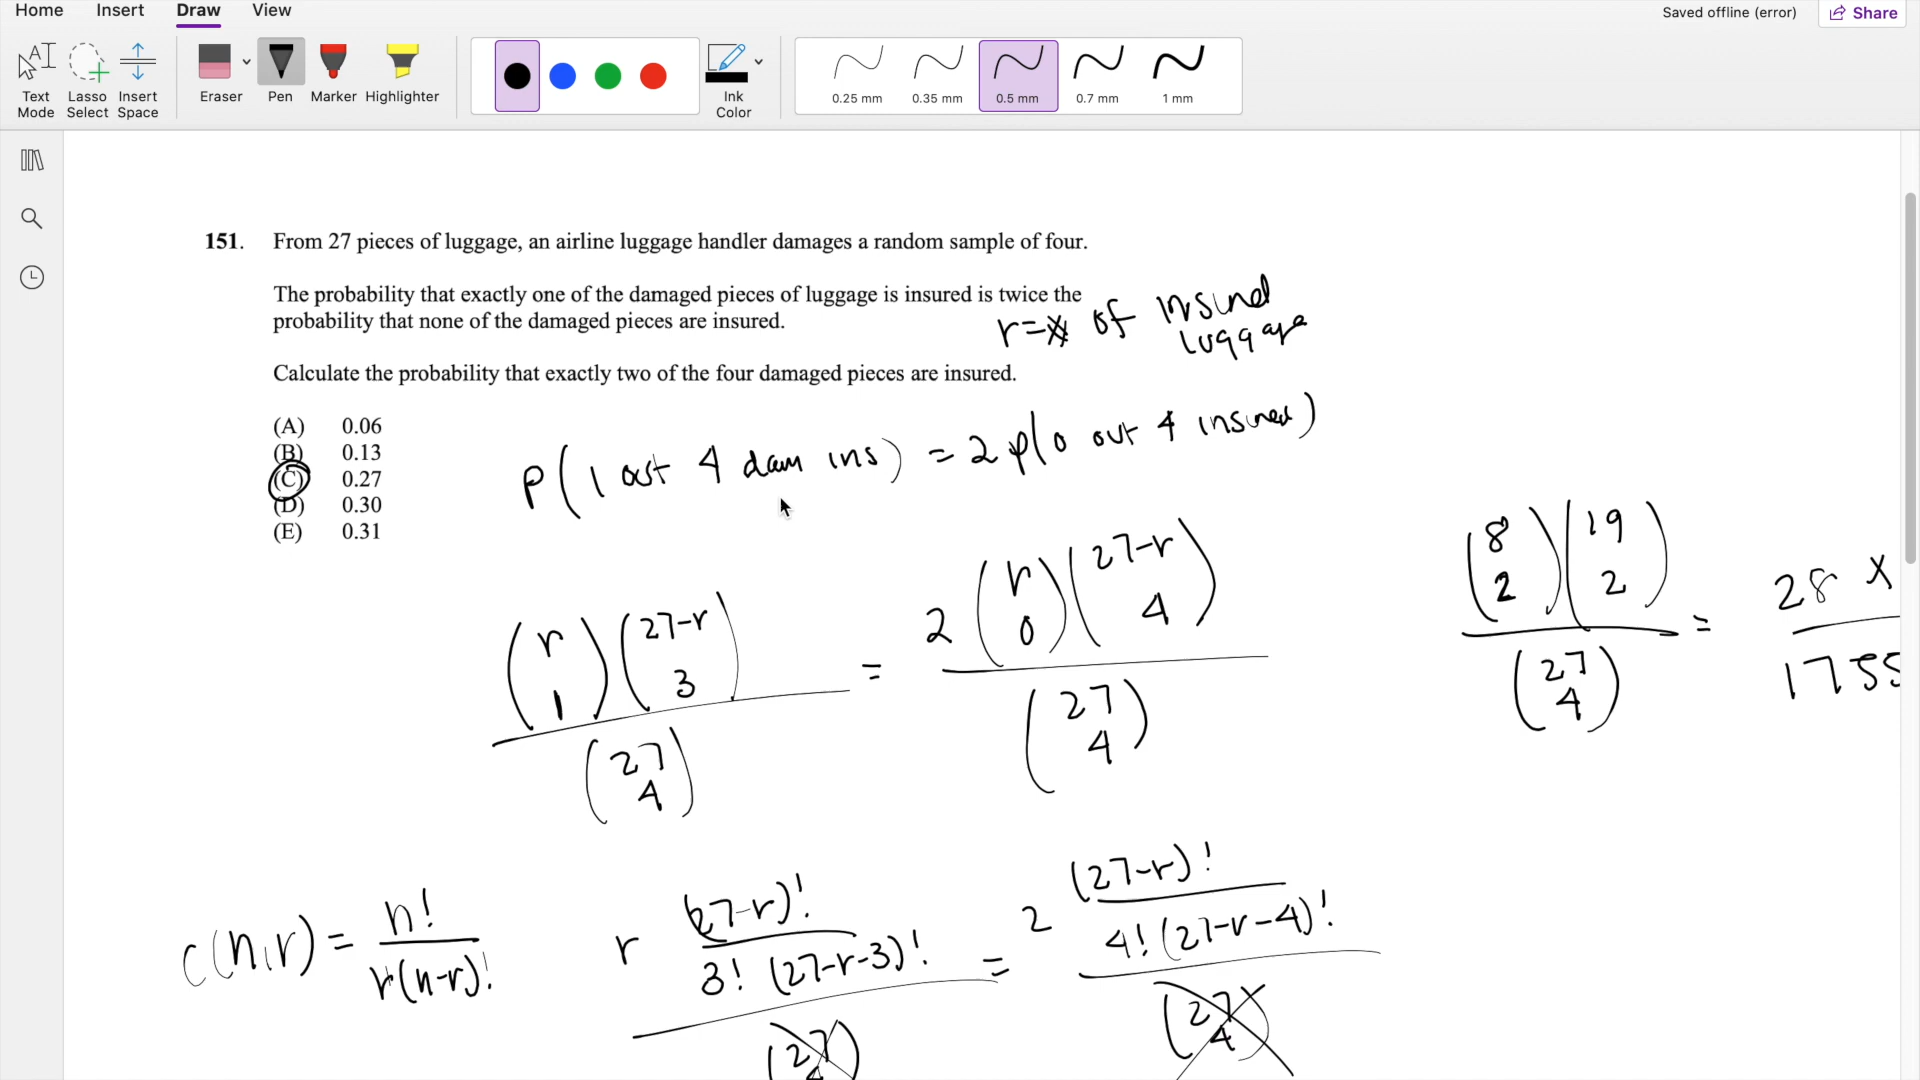 Home Insert Draw View
Saved offline (error) Share
Text Mode
Lasso Select
Insert Space
Eraser
Pen
Marker
Highlighter
Ink Color
0.25 mm
0.35 mm
0.5 mm
0.7 mm
1 mm
151. From 27 pieces of luggage, an airline luggage handler damages a random sample of four.
The probability that exactly one of the damaged pieces of luggage is insured is twice the
probability that none of the damaged pieces are insured.
r=# of insured
luggage
Calculate the probability that exactly two of the four damaged pieces are insured.
(A) 0.06
(B) 0.13
(C) 0.27
(D) 0.30
(E) 0.31
P(1 out 4 dam ins) = 2 P(0 out 4 insured)
(r 1)(27-r 3) / (27 4) = 2 (r 0)(27-r 4) / (27 4)
(8 2)(19 2) / (27 4) = 28 x / 1755
c(n,r) = n! / r!(n-r)!
r (27-r)! / 3! (27-r-3)! / (27 4) = 2 (27-r)! / 4! (27-r-4)! / (27 4)